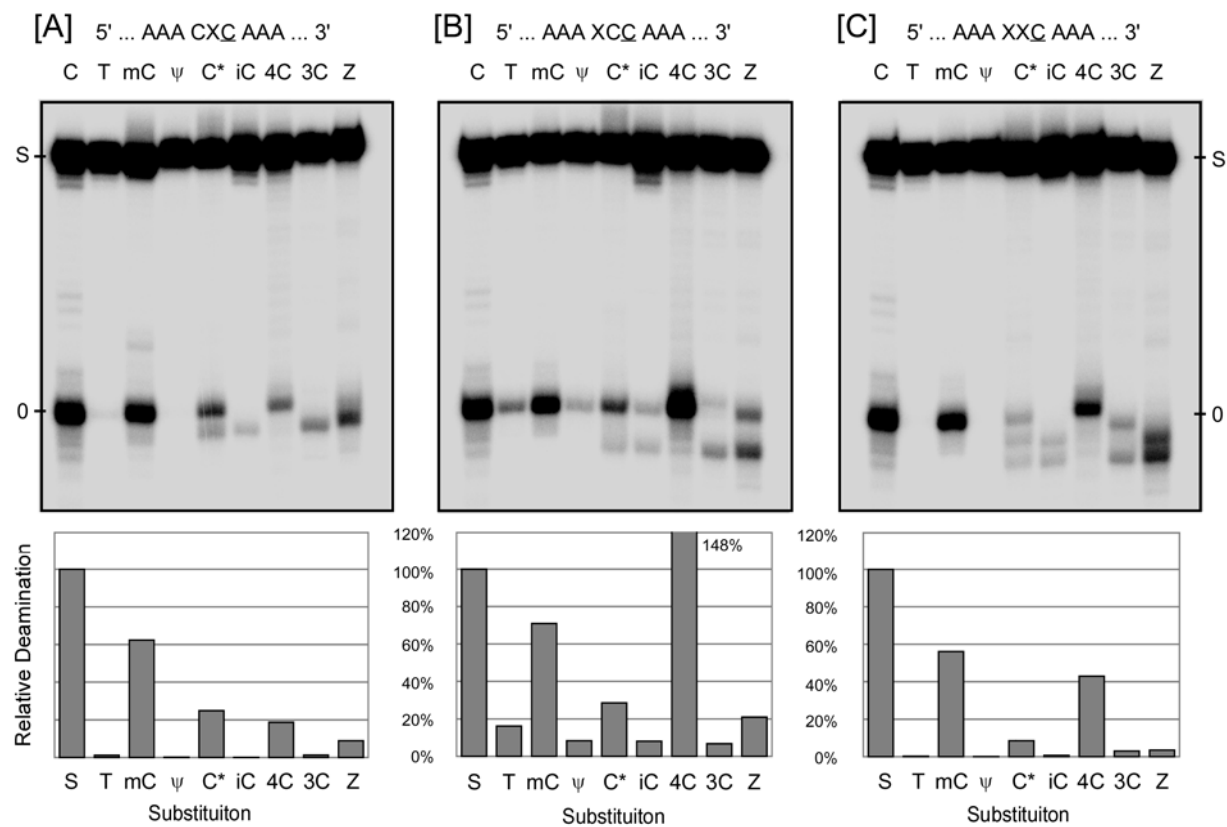 [A] 5' ... AAA CXC AAA ... 3'
C T mC ψ C* iC 4C 3C Z
S
0
[B] 5' ... AAA XCC AAA ... 3'
C T mC ψ C* iC 4C 3C Z
[C] 5' ... AAA XXC AAA ... 3'
C T mC ψ C* iC 4C 3C Z
S
0
Relative Deamination
S T mC ψ C* iC 4C 3C Z
Substituiton
120%
100%
80%
60%
40%
20%
0%
148%
S T mC ψ C* iC 4C 3C Z
Substituiton
120%
100%
80%
60%
40%
20%
0%
S T mC ψ C* iC 4C 3C Z
Substituiton